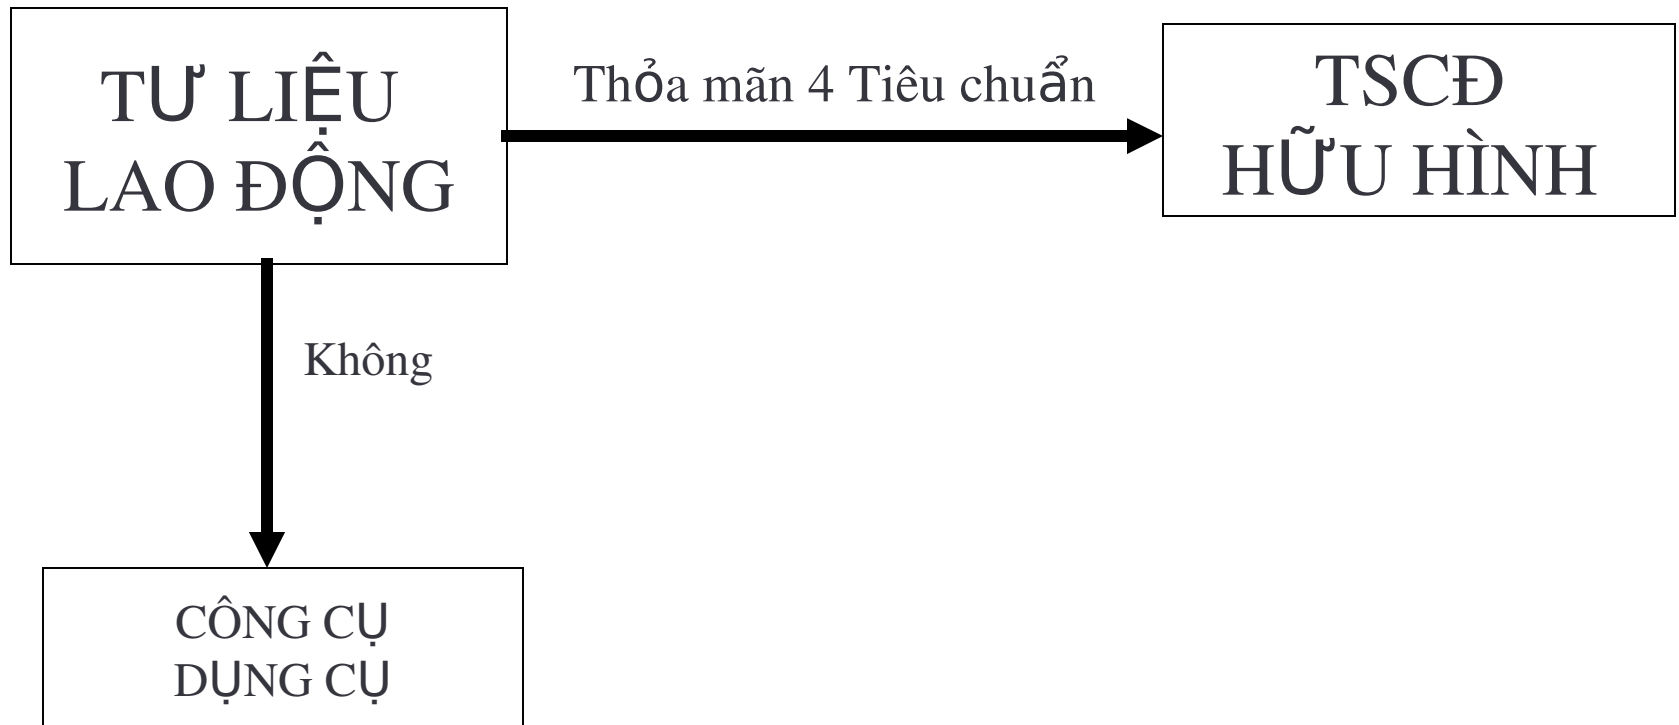 TƯ LIỆU
LAO ĐỘNG
Thỏa mãn 4 Tiêu chuẩn
TSCĐ
HỮU HÌNH
Không
CÔNG CỤ
DỤNG CỤ